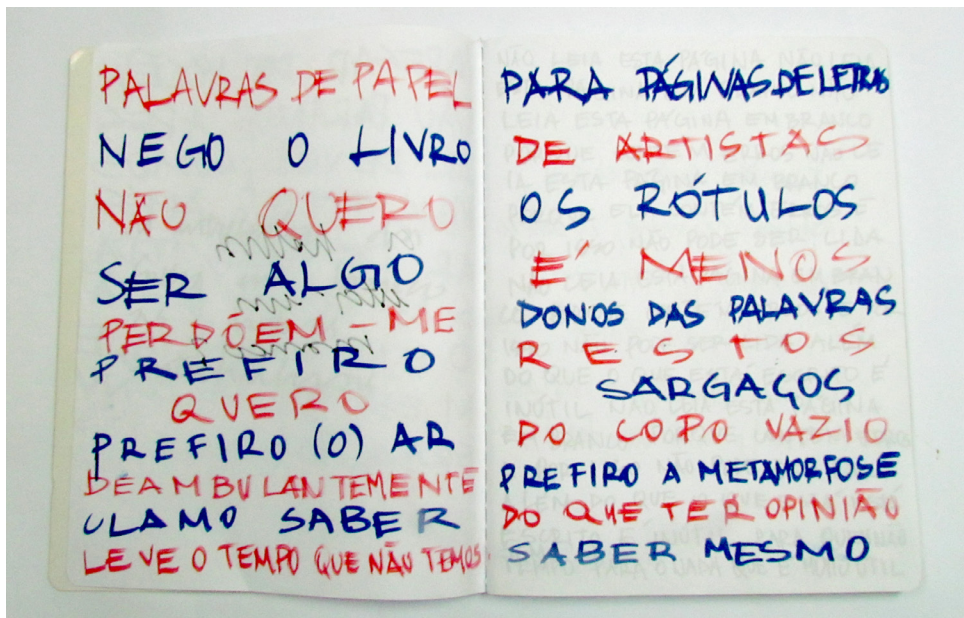 PALAVRAS DE PAPEL
NEGO O LIVRO
NÃO QUERO
SER ALGO
PERDÕEM-ME
PREFIRO
QUERO
PREFIRO (O) AR
DEAMBULANTEMENTE
CLAMO SABER
LEVE O TEMPO QUE NÃO TEMOS
PARA PÁGINAS DE LETRAS
DE ARTISTAS
OS RÓTULOS
É MENOS
DONOS DAS PALAVRAS
RESTOS
SARGAÇOS
DO COPO VAZIO
PREFIRO A METAMORFOSE
DO QUE TER OPINIÃO
SABER MESMO